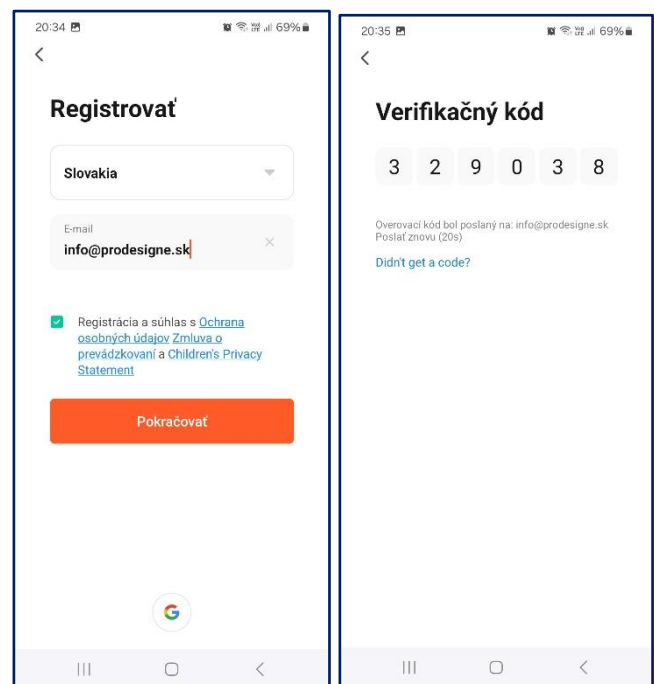 20:34
69%
Registrovať
Slovakia
E-mail
info@prodesigne.sk
Registrácia a súhlas s Ochrana
osobných údajov Zmluva o
prevádzkovaní a Children's Privacy
Statement
Pokračovať
G
20:35
69%
Verifikačný kód
3 2 9 0 3 8
Overovací kód bol poslaný na: info@prodesigne.sk
Poslať znovu (20s)
Didn't get a code?